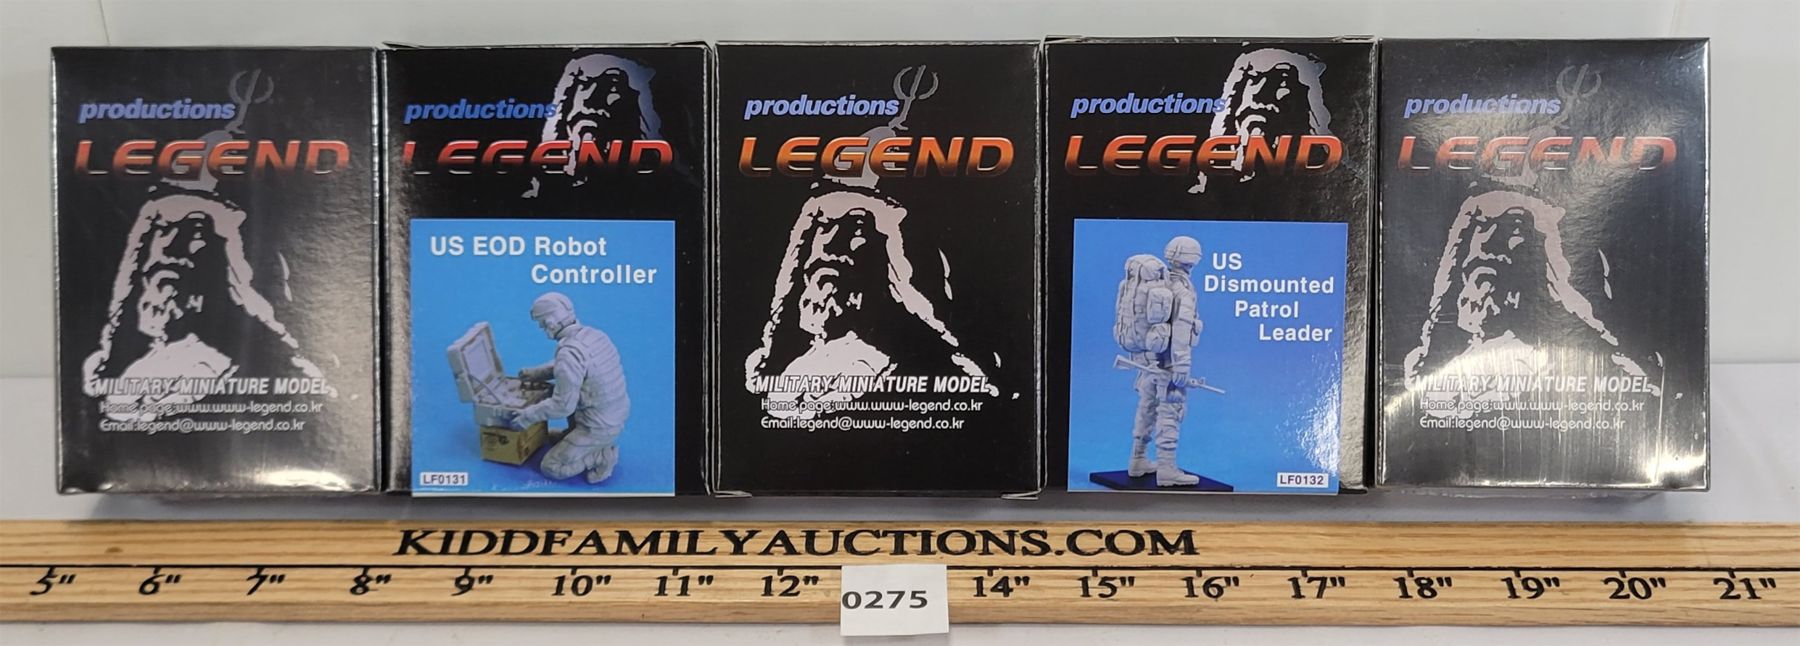 productions
LEGEND
MILITARY MINIATURE MODEL
Home page:www.www-legend.co.kr
Email:legend@www-legend.co.kr
productions
LEGEND
US EOD Robot
Controller
LF0131
productions
LEGEND
MILITARY MINIATURE MODEL
Home page:www.www-legend.co.kr
Email:legend@www-legend.co.kr
productions
LEGEND
US
Dismounted
Patrol
Leader
LF0132
productions
LEGEND
MILITARY MINIATURE MODEL
Home page:www.www-legend.co.kr
Email:legend@www-legend.co.kr
KIDDFAMILYAUCTIONS.COM
5" 6" 7" 8" 9" 10" 11" 12" 14" 15" 16" 17" 18" 19" 20" 21"
0275